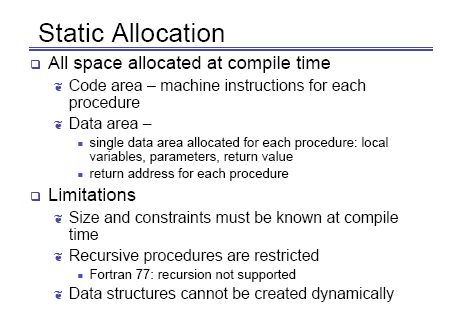 Static Allocation
All space allocated at compile time
Code area – machine instructions for each
procedure
Data area –
single data area allocated for each procedure: local
variables, parameters, return value
return address for each procedure
Limitations
Size and constraints must be known at compile
time
Recursive procedures are restricted
Fortran 77: recursion not supported
Data structures cannot be created dynamically